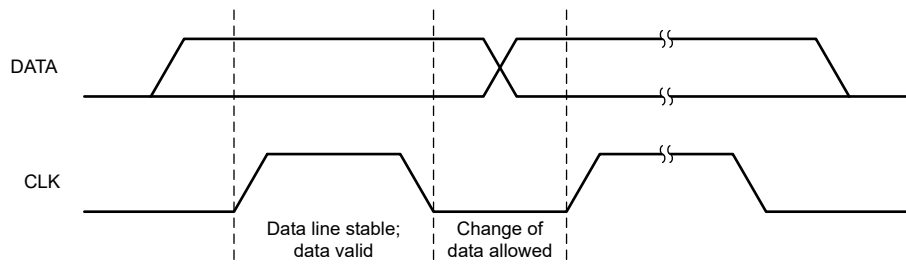 DATA
CLK
Data line stable;
data valid
Change of
data allowed